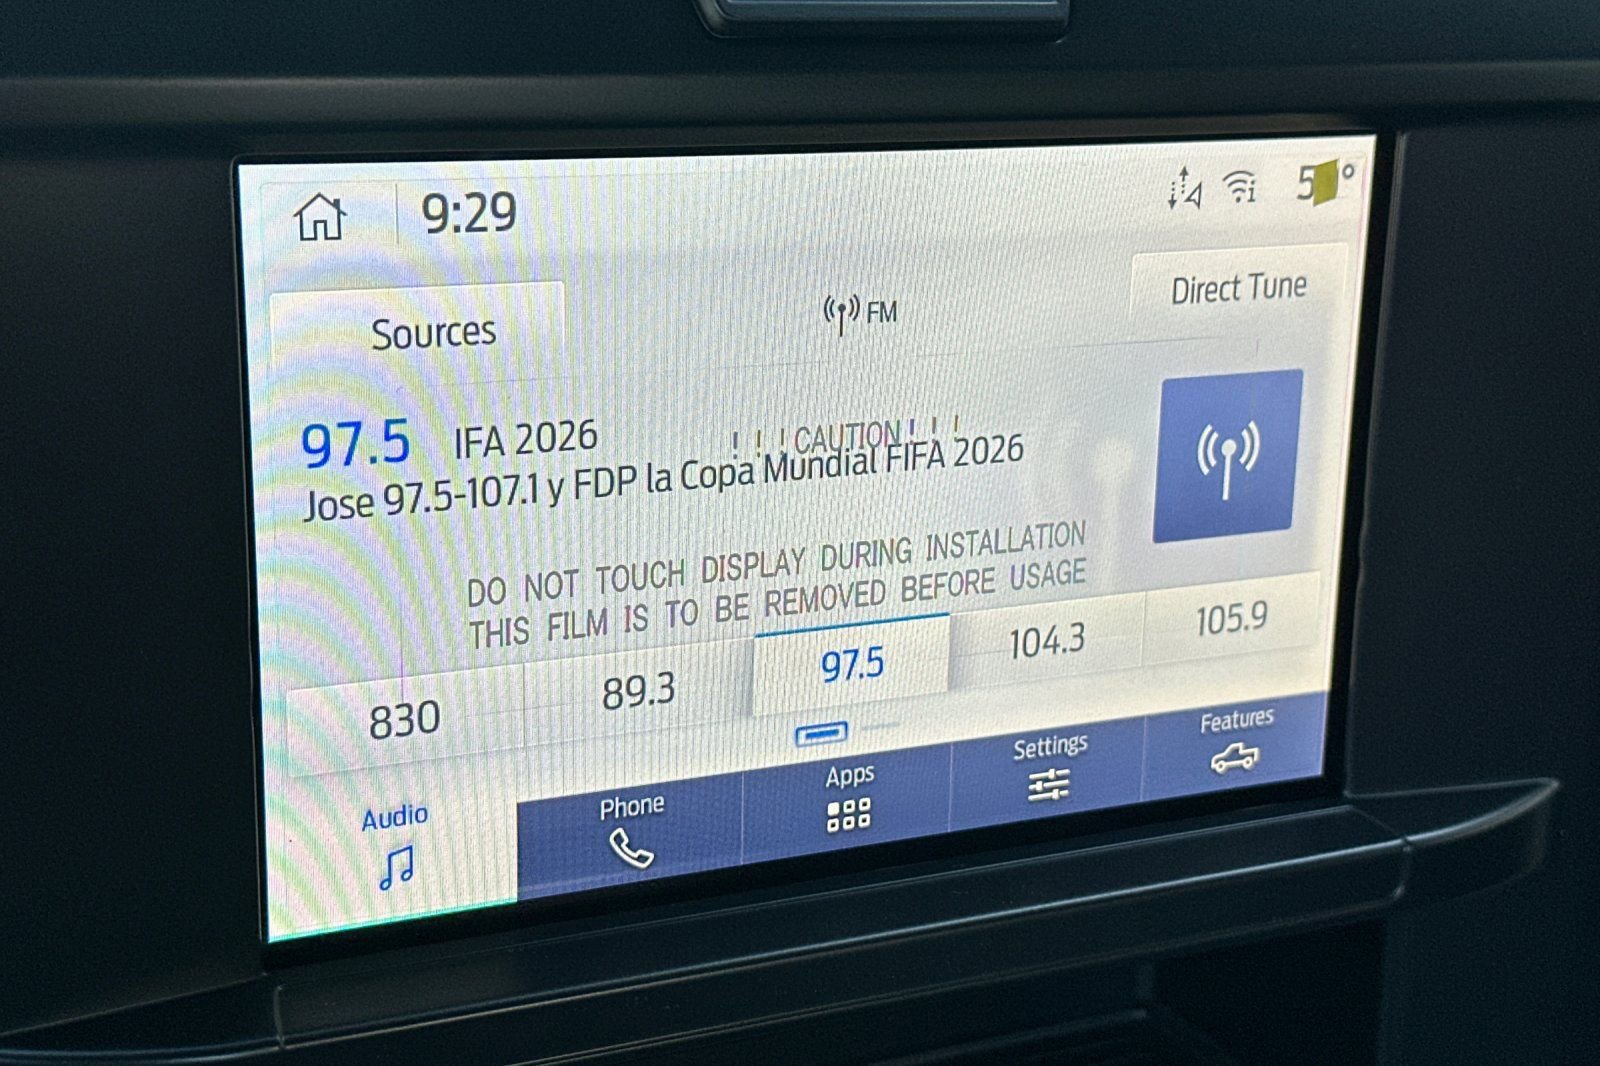 9:29
5°
Sources
FM
Direct Tune
97.5 IFA 2026
! ! ! CAUTION ! ! !
Jose 97.5-107.1 y FDP la Copa Mundial FIFA 2026
DO NOT TOUCH DISPLAY DURING INSTALLATION
THIS FILM IS TO BE REMOVED BEFORE USAGE
830 89.3 97.5 104.3 105.9
Audio Phone Apps Settings Features